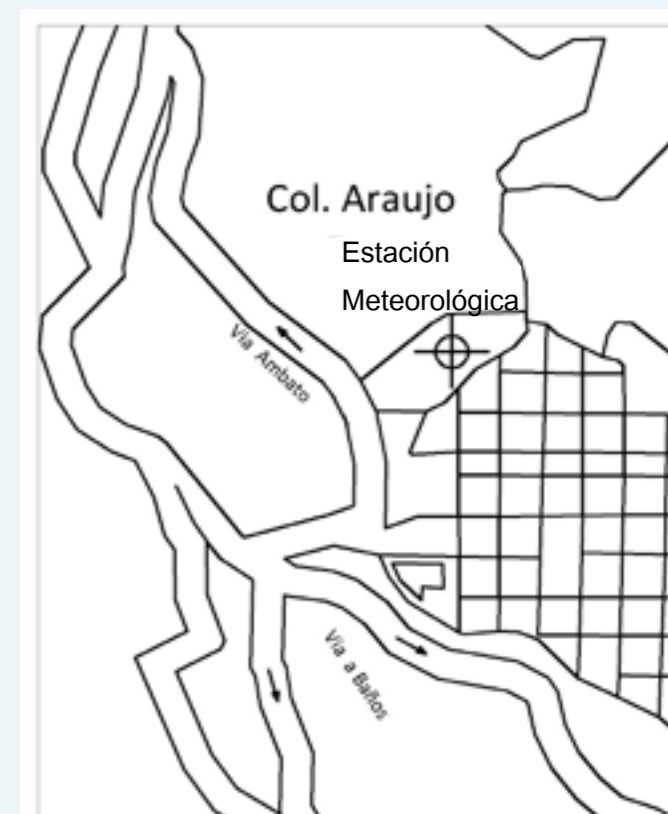 Col. Araujo
Estación
Meteorológica
Vía Ambato
Vía a Baños